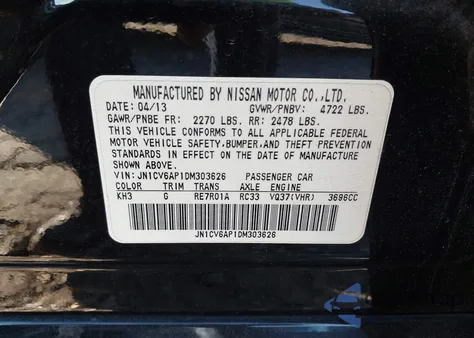 MANUFACTURED BY NISSAN MOTOR CO.,LTD.
DATE: 04/13 GVWR/PNBV: 4722 LBS.
GAWR/PNBE FR: 2270 LBS. RR: 2478 LBS.
THIS VEHICLE CONFORMS TO ALL APPLICABLE FEDERAL
MOTOR VEHICLE SAFETY,BUMPER,AND THEFT PREVENTION
STANDARDS IN EFFECT ON THE DATE OF MANUFACTURE
SHOWN ABOVE.
VIN: JN1CV6AP1DM303626 PASSENGER CAR
COLOR TRIM TRANS AXLE ENGINE
KH3 G RE7R01A RC33 VQ37(VHR) 3696CC
JN1CV6AP1DM303626